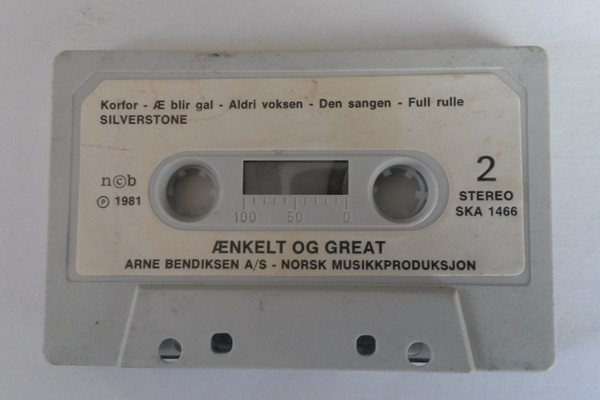 Korfor - Æ blir gal - Aldri voksen - Den sangen - Full rulle
SILVERSTONE
n©b
℗ 1981
2
STEREO
SKA 1466
100 50 0
ÆNKELT OG GREAT
ARNE BENDIKSEN A/S - NORSK MUSIKKPRODUKSJON